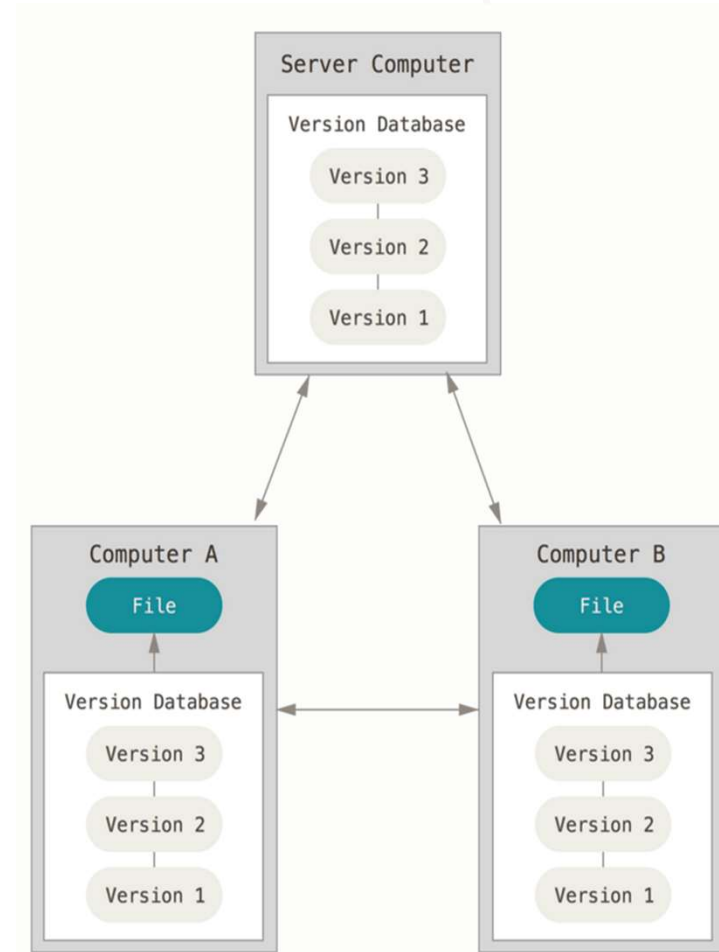 Server Computer
Version Database
Version 3
Version 2
Version 1
Computer A
File
Version Database
Version 3
Version 2
Version 1
Computer B
File
Version Database
Version 3
Version 2
Version 1